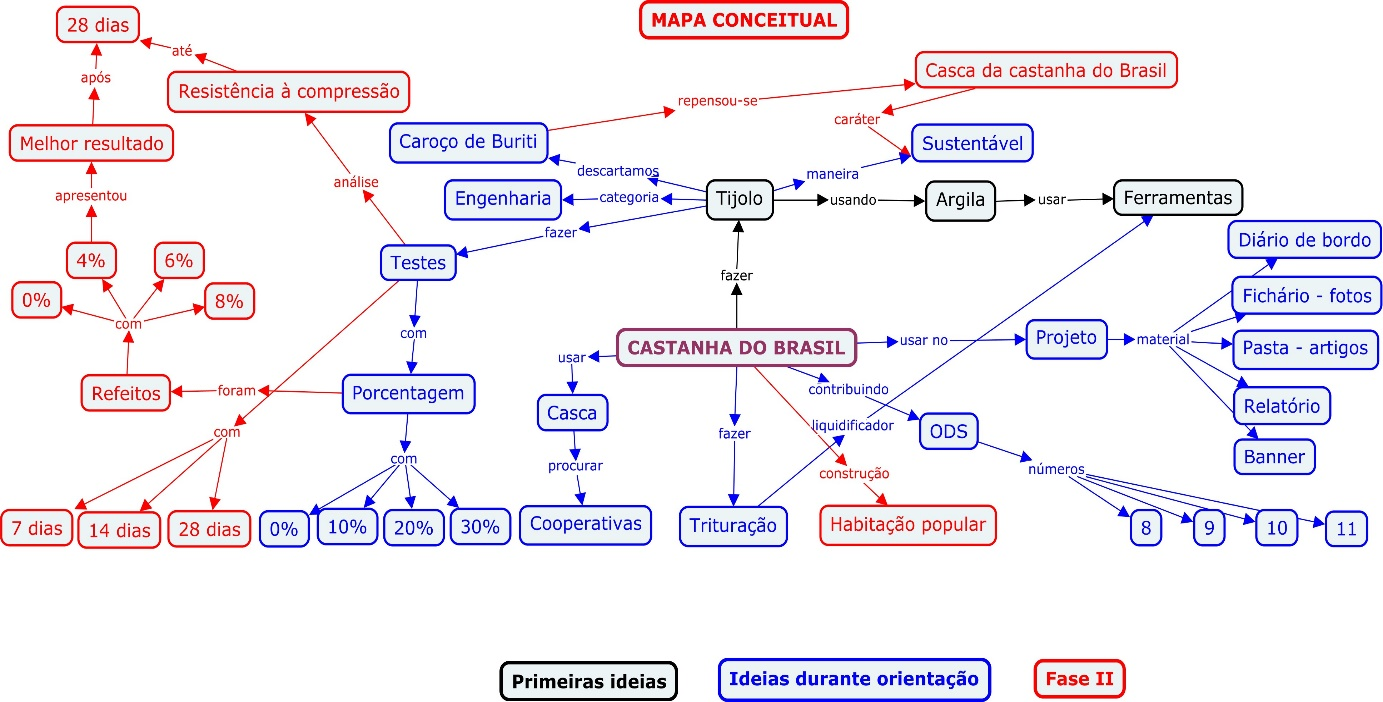 MAPA CONCEITUAL
28 dias
até
após
Resistência à compressão
Casca da castanha do Brasil
repensou-se
caráter
Melhor resultado
Caroço de Buriti
Sustentável
descartamos
maneira
análise
apresentou
Engenharia
categoria
Tijolo
usando
Argila
usar
Ferramentas
fazer
Testes
Diário de bordo
4%
6%
0%
8%
com
fazer
Fichário - fotos
com
CASTANHA DO BRASIL
usar no
Projeto
material
Pasta - artigos
usar
Refeitos
foram
Porcentagem
contribuindo
Relatório
Casca
liquidificador
ODS
com
com
fazer
procurar
construção
números
Banner
7 dias
14 dias
28 dias
0%
10%
20%
30%
Cooperativas
Trituração
Habitação popular
8
9
10
11
Primeiras ideias
Ideias durante orientação
Fase II